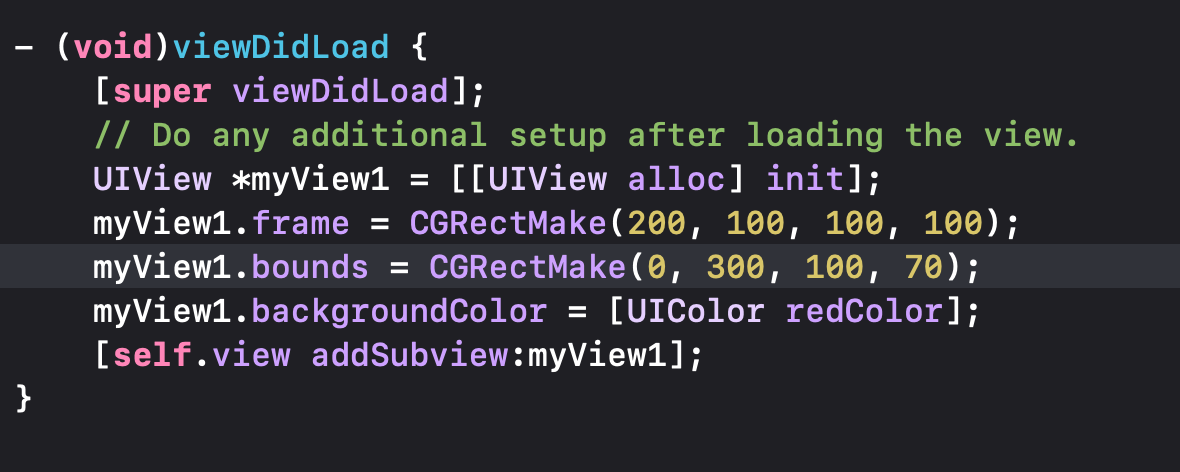 - (void)viewDidLoad {
    [super viewDidLoad];
    // Do any additional setup after loading the view.
    UIView *myView1 = [[UIView alloc] init];
    myView1.frame = CGRectMake(200, 100, 100, 100);
    myView1.bounds = CGRectMake(0, 300, 100, 70);
    myView1.backgroundColor = [UIColor redColor];
    [self.view addSubview:myView1];
}